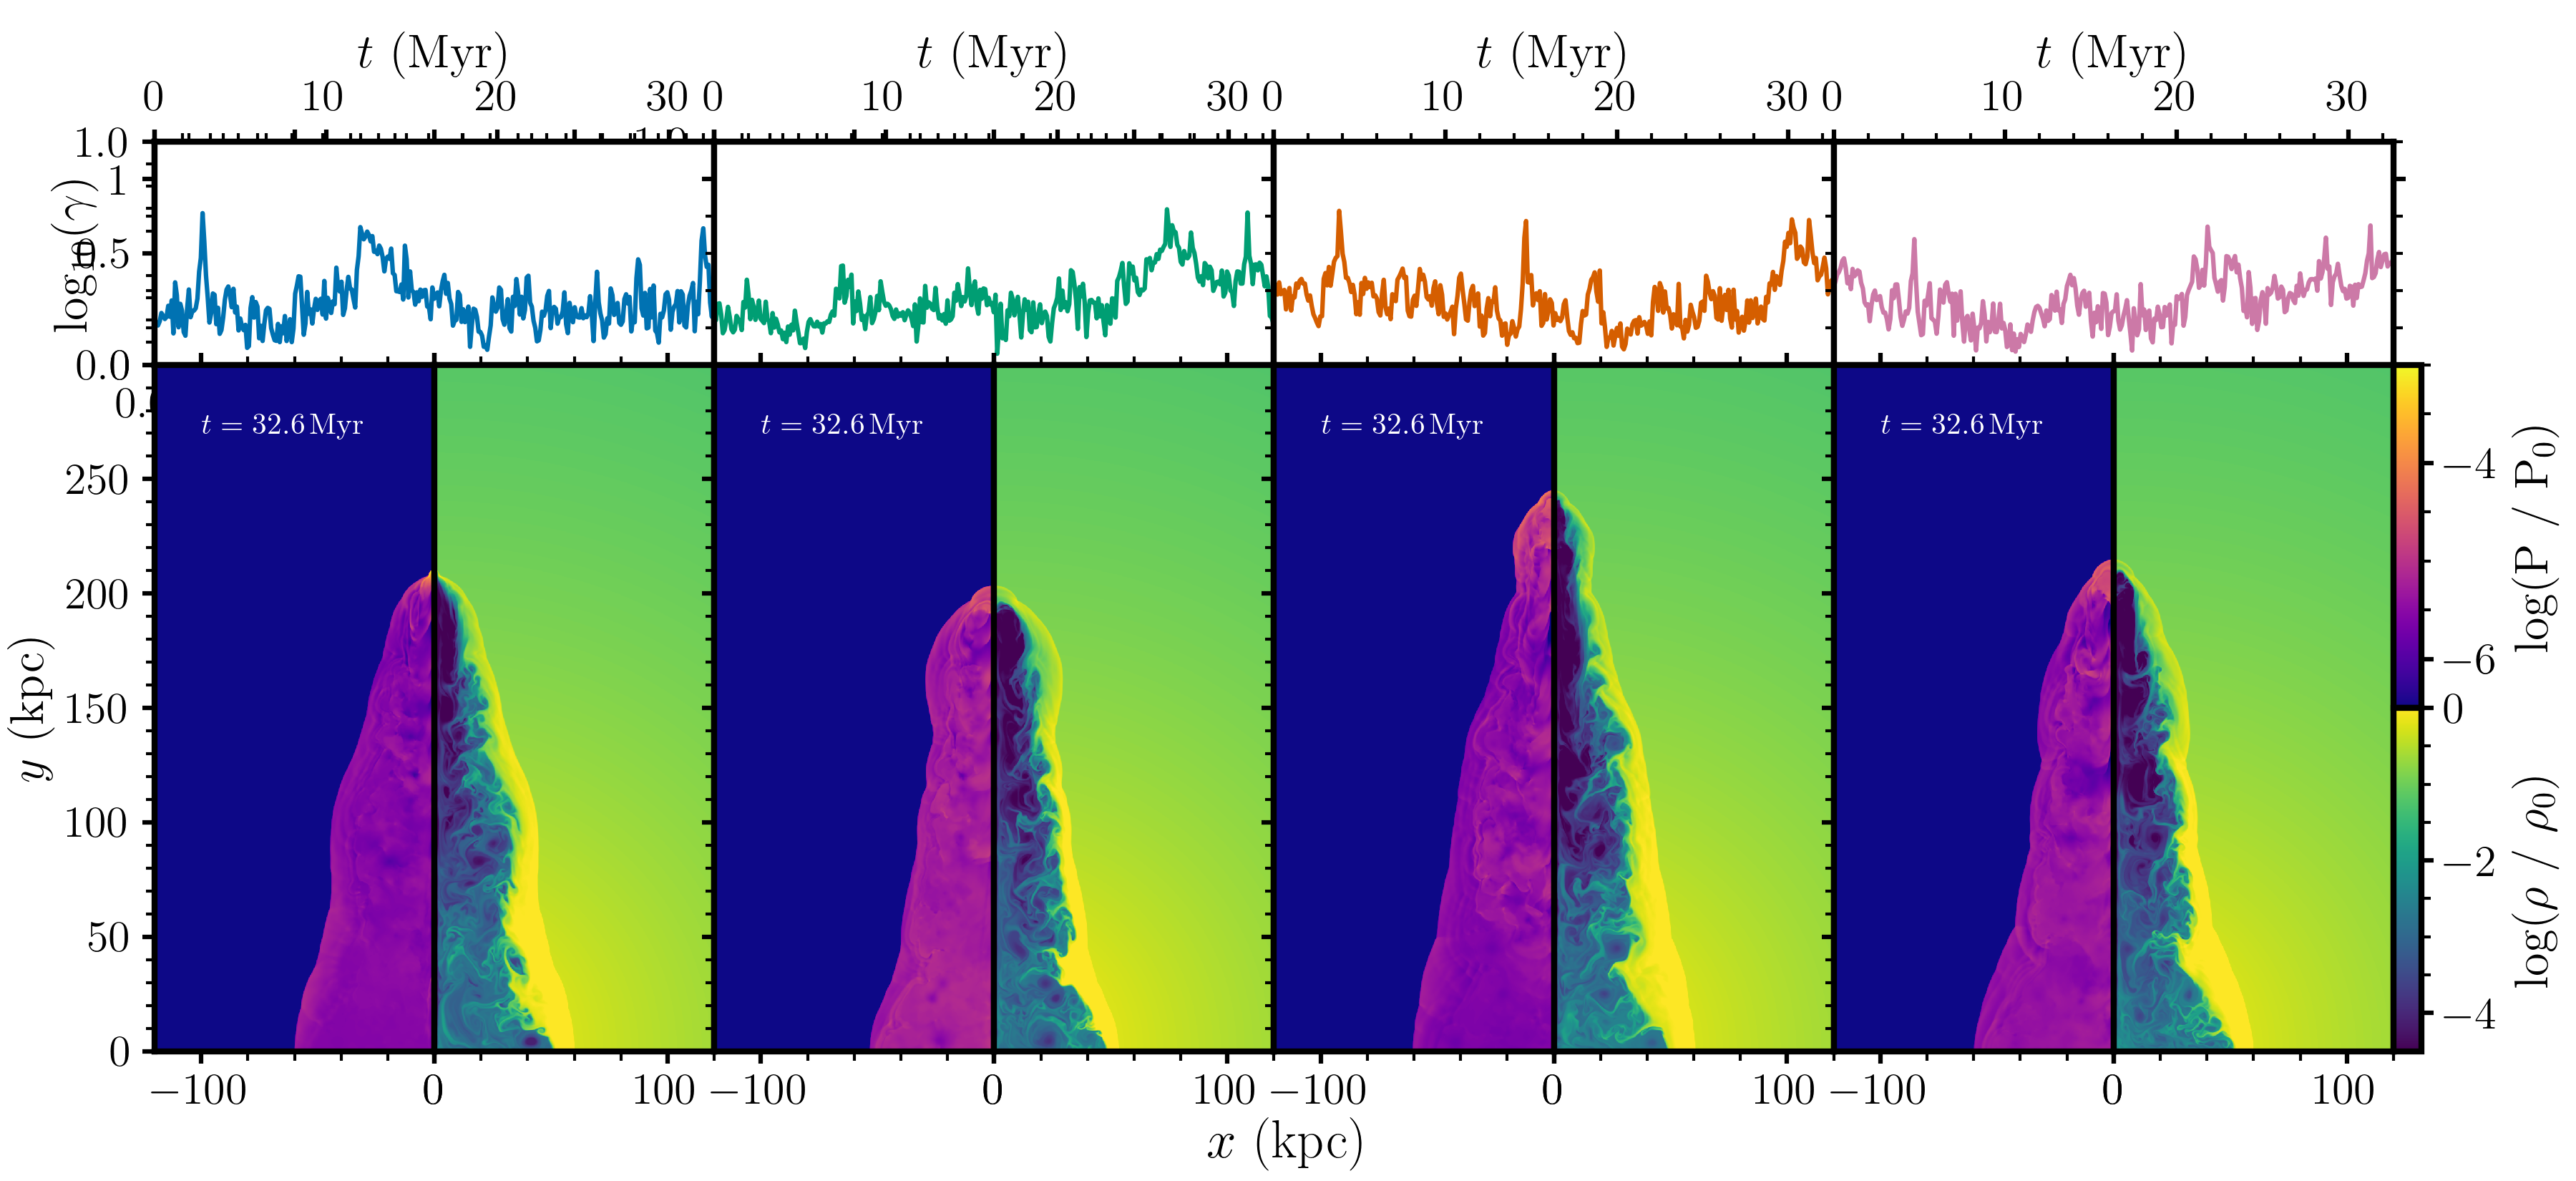 t (Myr) t (Myr) t (Myr) t (Myr)
0 10 20 30 0 10 20 30 0 10 20 30 0 10 20 30
1.0
1
0.5
0.0
log10(γ)
t = 32.6 Myr t = 32.6 Myr t = 32.6 Myr t = 32.6 Myr
250
200
150
100
50
0
y (kpc)
−100 0 100 −100 0 100 −100 0 100 −100 0 100
x (kpc)
−4
−6
log(P / P₀)
0
−2
−4
log(ρ / ρ₀)